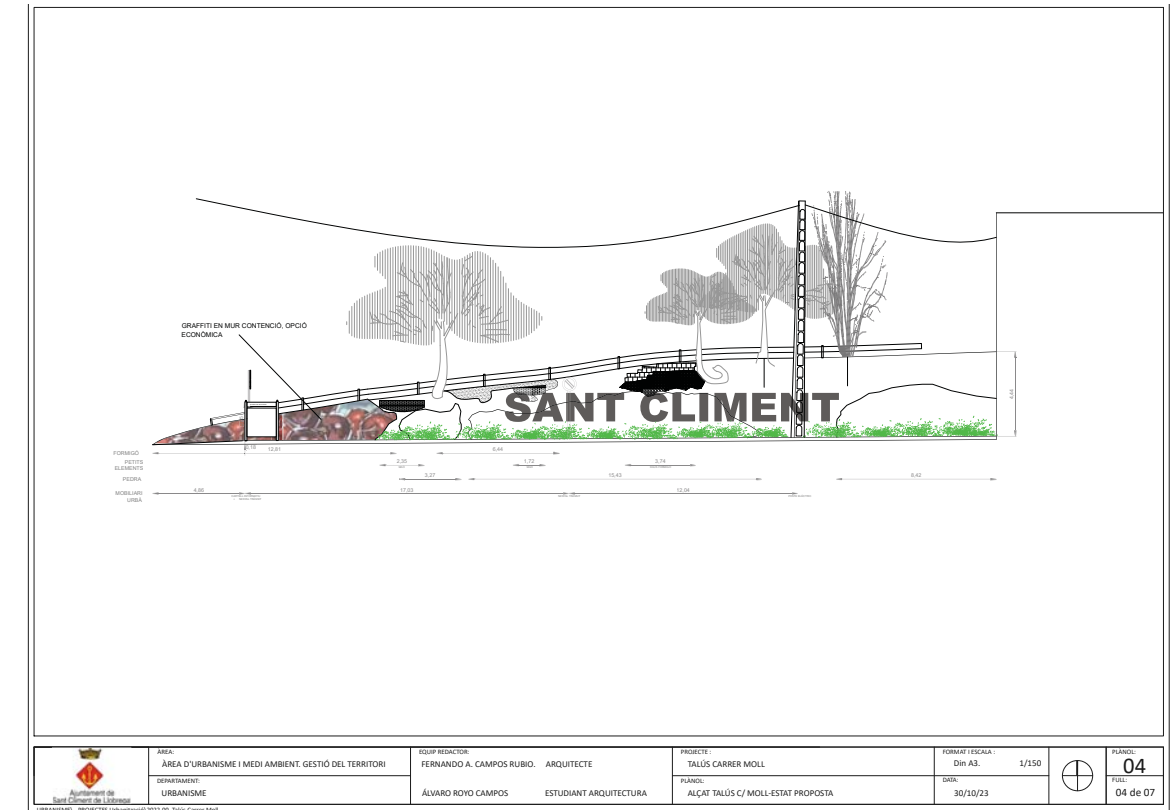 GRAFFITI EN MUR CONTENCIÓ, OPCIÓ
ECONÒMICA
SANT CLIMENT
6,44
FORMIGÓ
0,18
12,81
6,44
PETITS
ELEMENTS
2,35
1,72
3,74
PEDRA
3,27
15,43
8,42
MOBILIARI
URBÀ
4,86
17,03
12,04
Ajuntament de
Sant Climent de Llobregat
ÀREA:
ÀREA D'URBANISME I MEDI AMBIENT. GESTIÓ DEL TERRITORI
DEPARTAMENT:
URBANISME
EQUIP REDACTOR:
FERNANDO A. CAMPOS RUBIO. ARQUITECTE
ÁLVARO ROYO CAMPOS ESTUDIANT ARQUITECTURA
PROJECTE :
TALÚS CARRER MOLL
PLÀNOL:
ALÇAT TALÚS C/ MOLL-ESTAT PROPOSTA
FORMAT I ESCALA :
Din A3. 1/150
DATA:
30/10/23
PLÀNOL:
04
FULL:
04 de 07